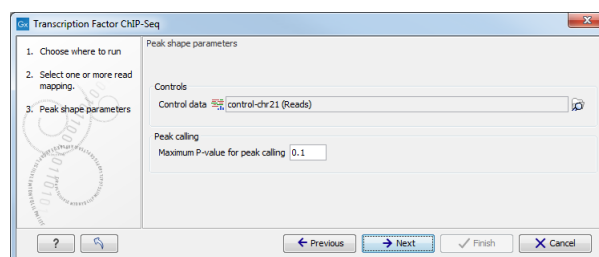 Gx Transcription Factor ChIP-Seq
X
1. Choose where to run
2. Select one or more read
mapping.
3. Peak shape parameters
Peak shape parameters
Controls
Control data control-chr21 (Reads)
Peak calling
Maximum P-value for peak calling 0.1
? Previous Next Finish Cancel